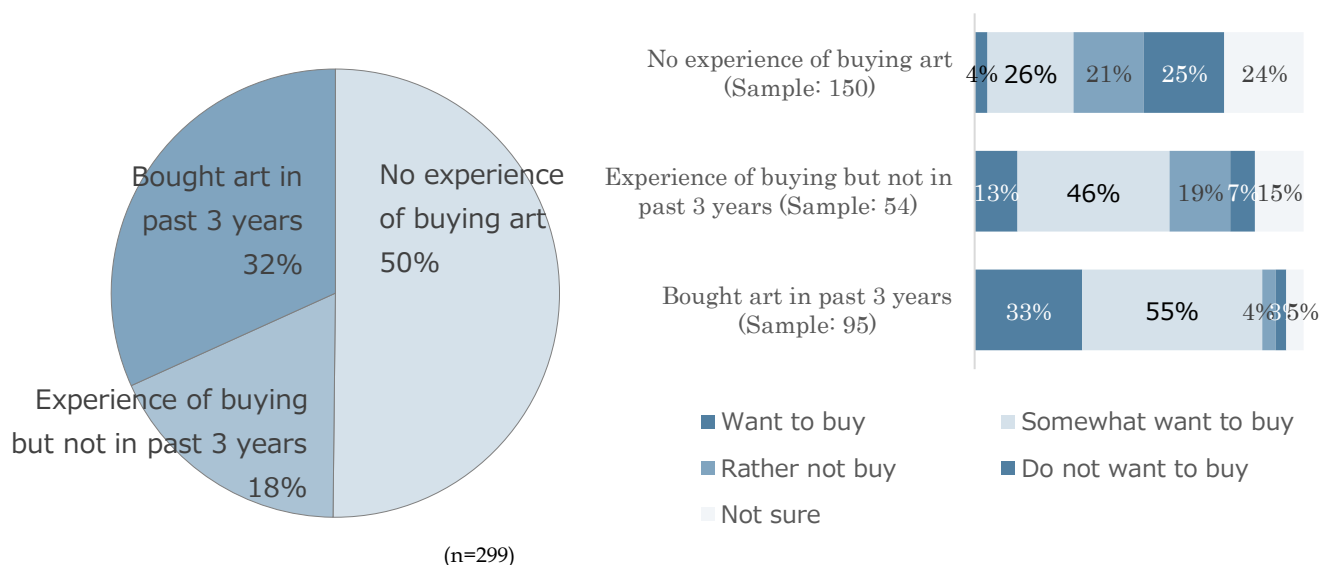 Bought art in
past 3 years
32%
No experience
of buying art
50%
Experience of buying
but not in past 3 years
18%
(n=299)
No experience of buying art
(Sample: 150)
4% 26% 21% 25% 24%
Experience of buying but not in
past 3 years (Sample: 54)
13% 46% 19% 7% 15%
Bought art in past 3 years
(Sample: 95)
33% 55% 4% 3% 5%
Want to buy Somewhat want to buy
Rather not buy Do not want to buy
Not sure